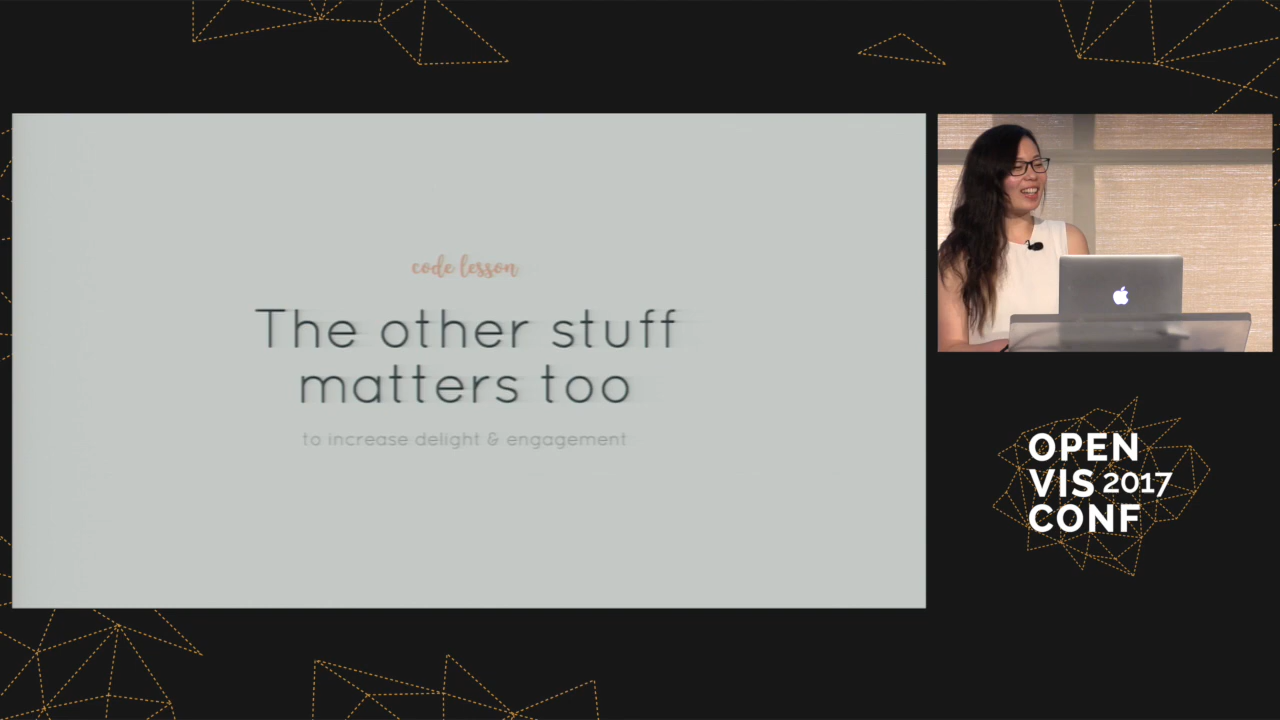 code lesson
The other stuff
matters too
to increase delight & engagement
OPEN
VIS 2017
CONF